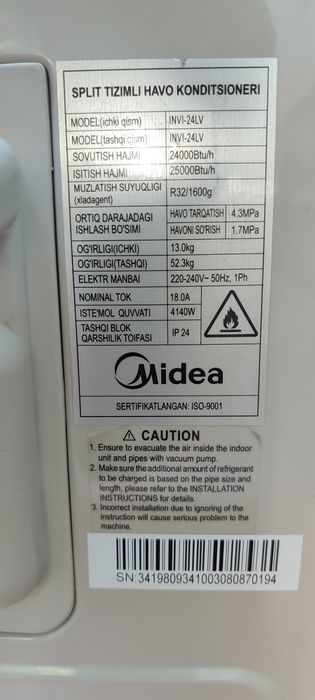 SPLIT TIZIMLI HAVO KONDITSIONERI
MODEL(ichki qism) INVI-24LV
MODEL(tashqi qism) INVI-24LV
SOVUTISH HAJMI 24000Btu/h
ISITISH HAJMI 25000Btu/h
MUZLATISH SUYUQLIGI
(xladagent) R32/1600g
ORTIQ DARAJADAGI
ISHLASH BO'SIMI
HAVO TARQATISH 4.3MPa
HAVONI SO'RISH 1.7MPa
OG'IRLIGI(ICHKI) 13.0kg
OG'IRLIGI(TASHQI) 52.3kg
ELEKTR MANBAI 220-240V~ 50Hz, 1Ph
NOMINAL TOK 18.0A
ISTE'MOL QUVVATI 4140W
TASHQI BLOK
QARSHILIK TOIFASI IP 24
Midea
SERTIFIKATLANGAN: ISO-9001
CAUTION
1. Ensure to evacuate the air inside the indoor
unit and pipes with vacuum pump.
2. Make sure the additional amount of refrigerant
to be charged is based on the pipe size and
length, please refer to the INSTALLATION
INSTRUCTIONS for details.
3. Incorrect installation due to ignoring of the
instruction will cause serious problem to the
machine.
SN:3419809341003080870194